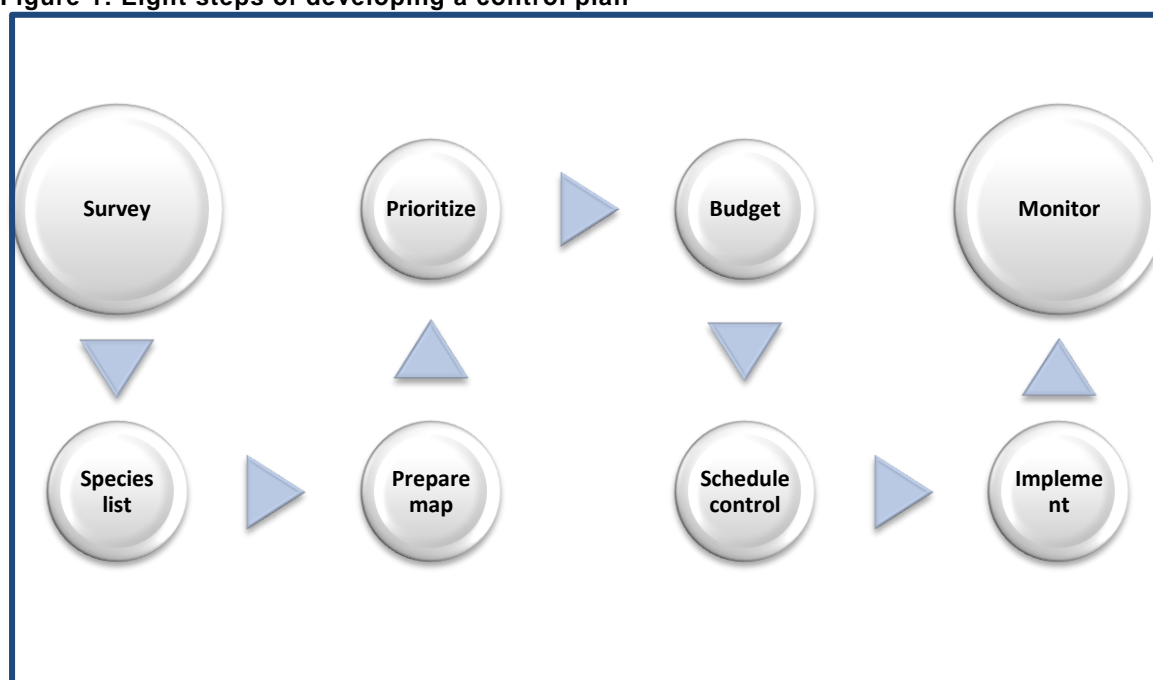 Figure 1: Eight steps of developing a control plan
Survey
Prioritize
Budget
Monitor
Species
list
Prepare
map
Schedule
control
Impleme
nt